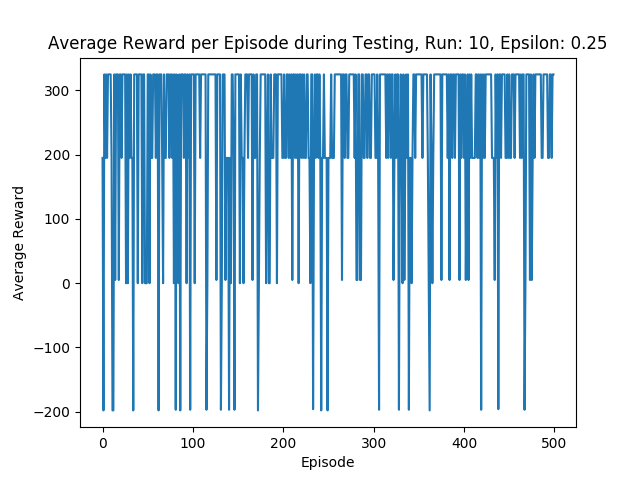 Average Reward per Episode during Testing, Run: 10, Epsilon: 0.25
300
200
100
0
−100
−200
Average Reward
0 100 200 300 400 500
Episode